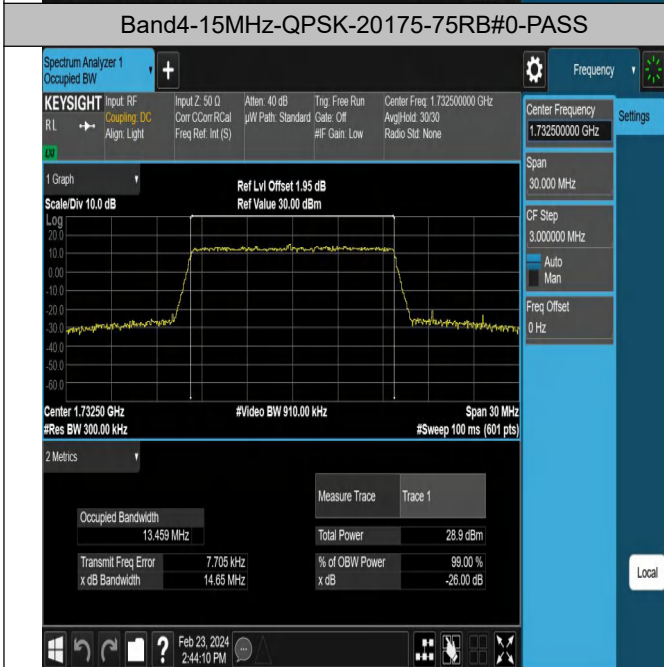 Band4-15MHz-QPSK-20175-75RB#0-PASS
Spectrum Analyzer 1
Occupied BW
+
Frequency
KEYSIGHT
RL
LXI
Input: RF
Coupling: DC
Align: Light
Input Z: 50 Ω
Corr CCorr RCal
Freq Ref: Int (S)
Atten: 40 dB
µW Path: Standard
Trig: Free Run
Gate: Off
#IF Gain: Low
Center Freq: 1.732500000 GHz
Avg|Hold: 30/30
Radio Std: None
Center Frequency
1.732500000 GHz
Settings
Span
30.000 MHz
CF Step
3.000000 MHz
Auto
Man
Freq Offset
0 Hz
Local
1 Graph
Scale/Div 10.0 dB
Ref Lvl Offset 1.95 dB
Ref Value 30.00 dBm
Log
20.0
10.0
0.00
-10.0
-20.0
-30.0
-40.0
-50.0
-60.0
Center 1.73250 GHz
#Video BW 910.00 kHz
Span 30 MHz
#Res BW 300.00 kHz
#Sweep 100 ms (601 pts)
2 Metrics
Occupied Bandwidth
13.459 MHz
Transmit Freq Error 7.705 kHz
x dB Bandwidth 14.65 MHz
Measure Trace Trace 1
Total Power 28.9 dBm
% of OBW Power 99.00 %
x dB -26.00 dB
?
Feb 23, 2024
2:44:10 PM